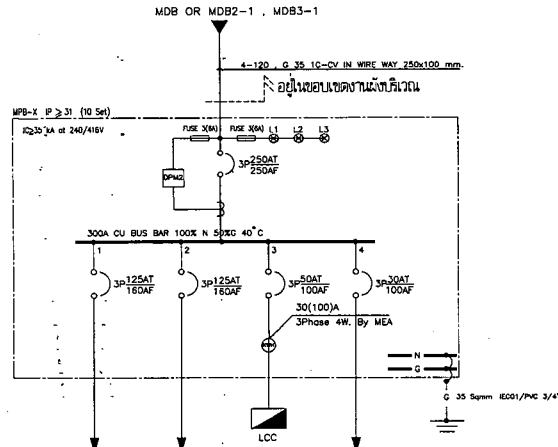 MDB OR MDB2-1 , MDB3-1
4-120 , G 35 1C-CV IN WIRE WAY 250x100 mm.
อยู่ในขอบเขตงานผังบริเวณ
MPB-X IP ≥ 31 (10 Set)
IC≥35 kA at 240/416V
FUSE 3(6A) FUSE 3(6A) L1 L2 L3
3P 250AT
250AF
DPM2
300A CU BUS BAR 100% N 50%G 40°C
1 2 3 4
3P 125AT 3P 125AT 3P 50AT 3P 30AT
160AF 160AF 100AF 100AF
30(100)A
3Phase 4W. By MEA
N
G
G 35 Sqmm IEC01/PVC 3/4"
LCC